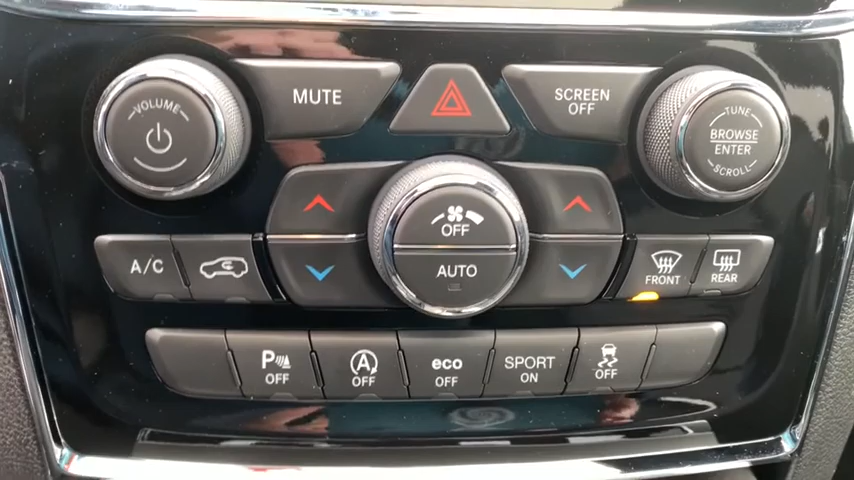 VOLUME
MUTE
SCREEN
OFF
TUNE
BROWSE
ENTER
SCROLL
OFF
AUTO
A/C
FRONT
REAR
P
OFF
A
OFF
eco
OFF
SPORT
ON
OFF